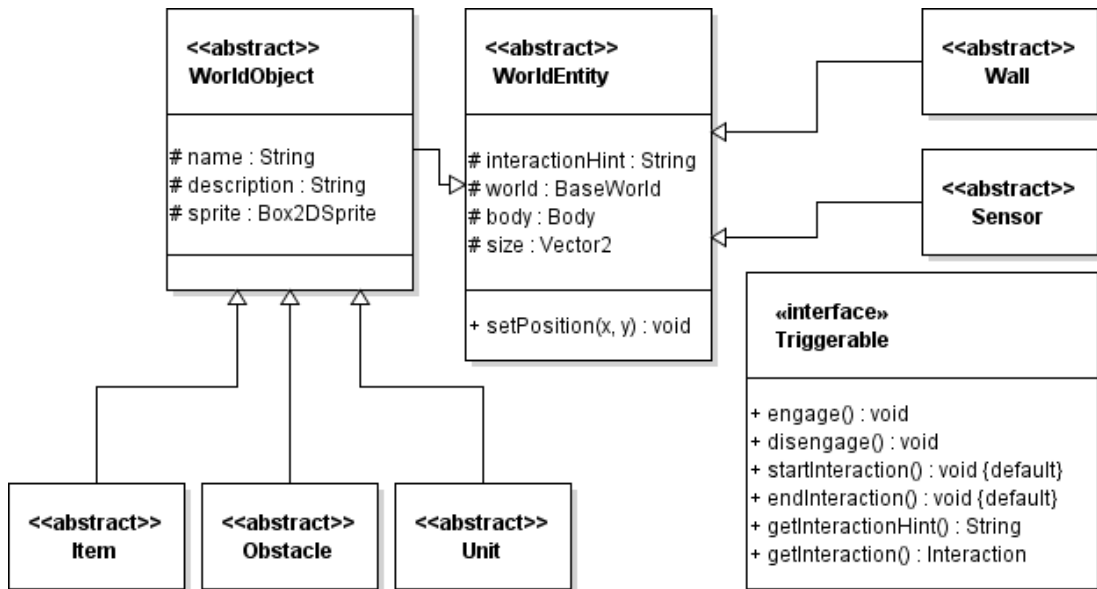 <<abstract>>
WorldObject
# name : String
# description : String
# sprite : Box2DSprite
<<abstract>>
WorldEntity
# interactionHint : String
# world : BaseWorld
# body : Body
# size : Vector2
+ setPosition(x, y) : void
<<abstract>>
Wall
<<abstract>>
Sensor
«interface»
Triggerable
+ engage() : void
+ disengage() : void
+ startInteraction() : void {default}
+ endInteraction() : void {default}
+ getInteractionHint() : String
+ getInteraction() : Interaction
<<abstract>>
Item
<<abstract>>
Obstacle
<<abstract>>
Unit